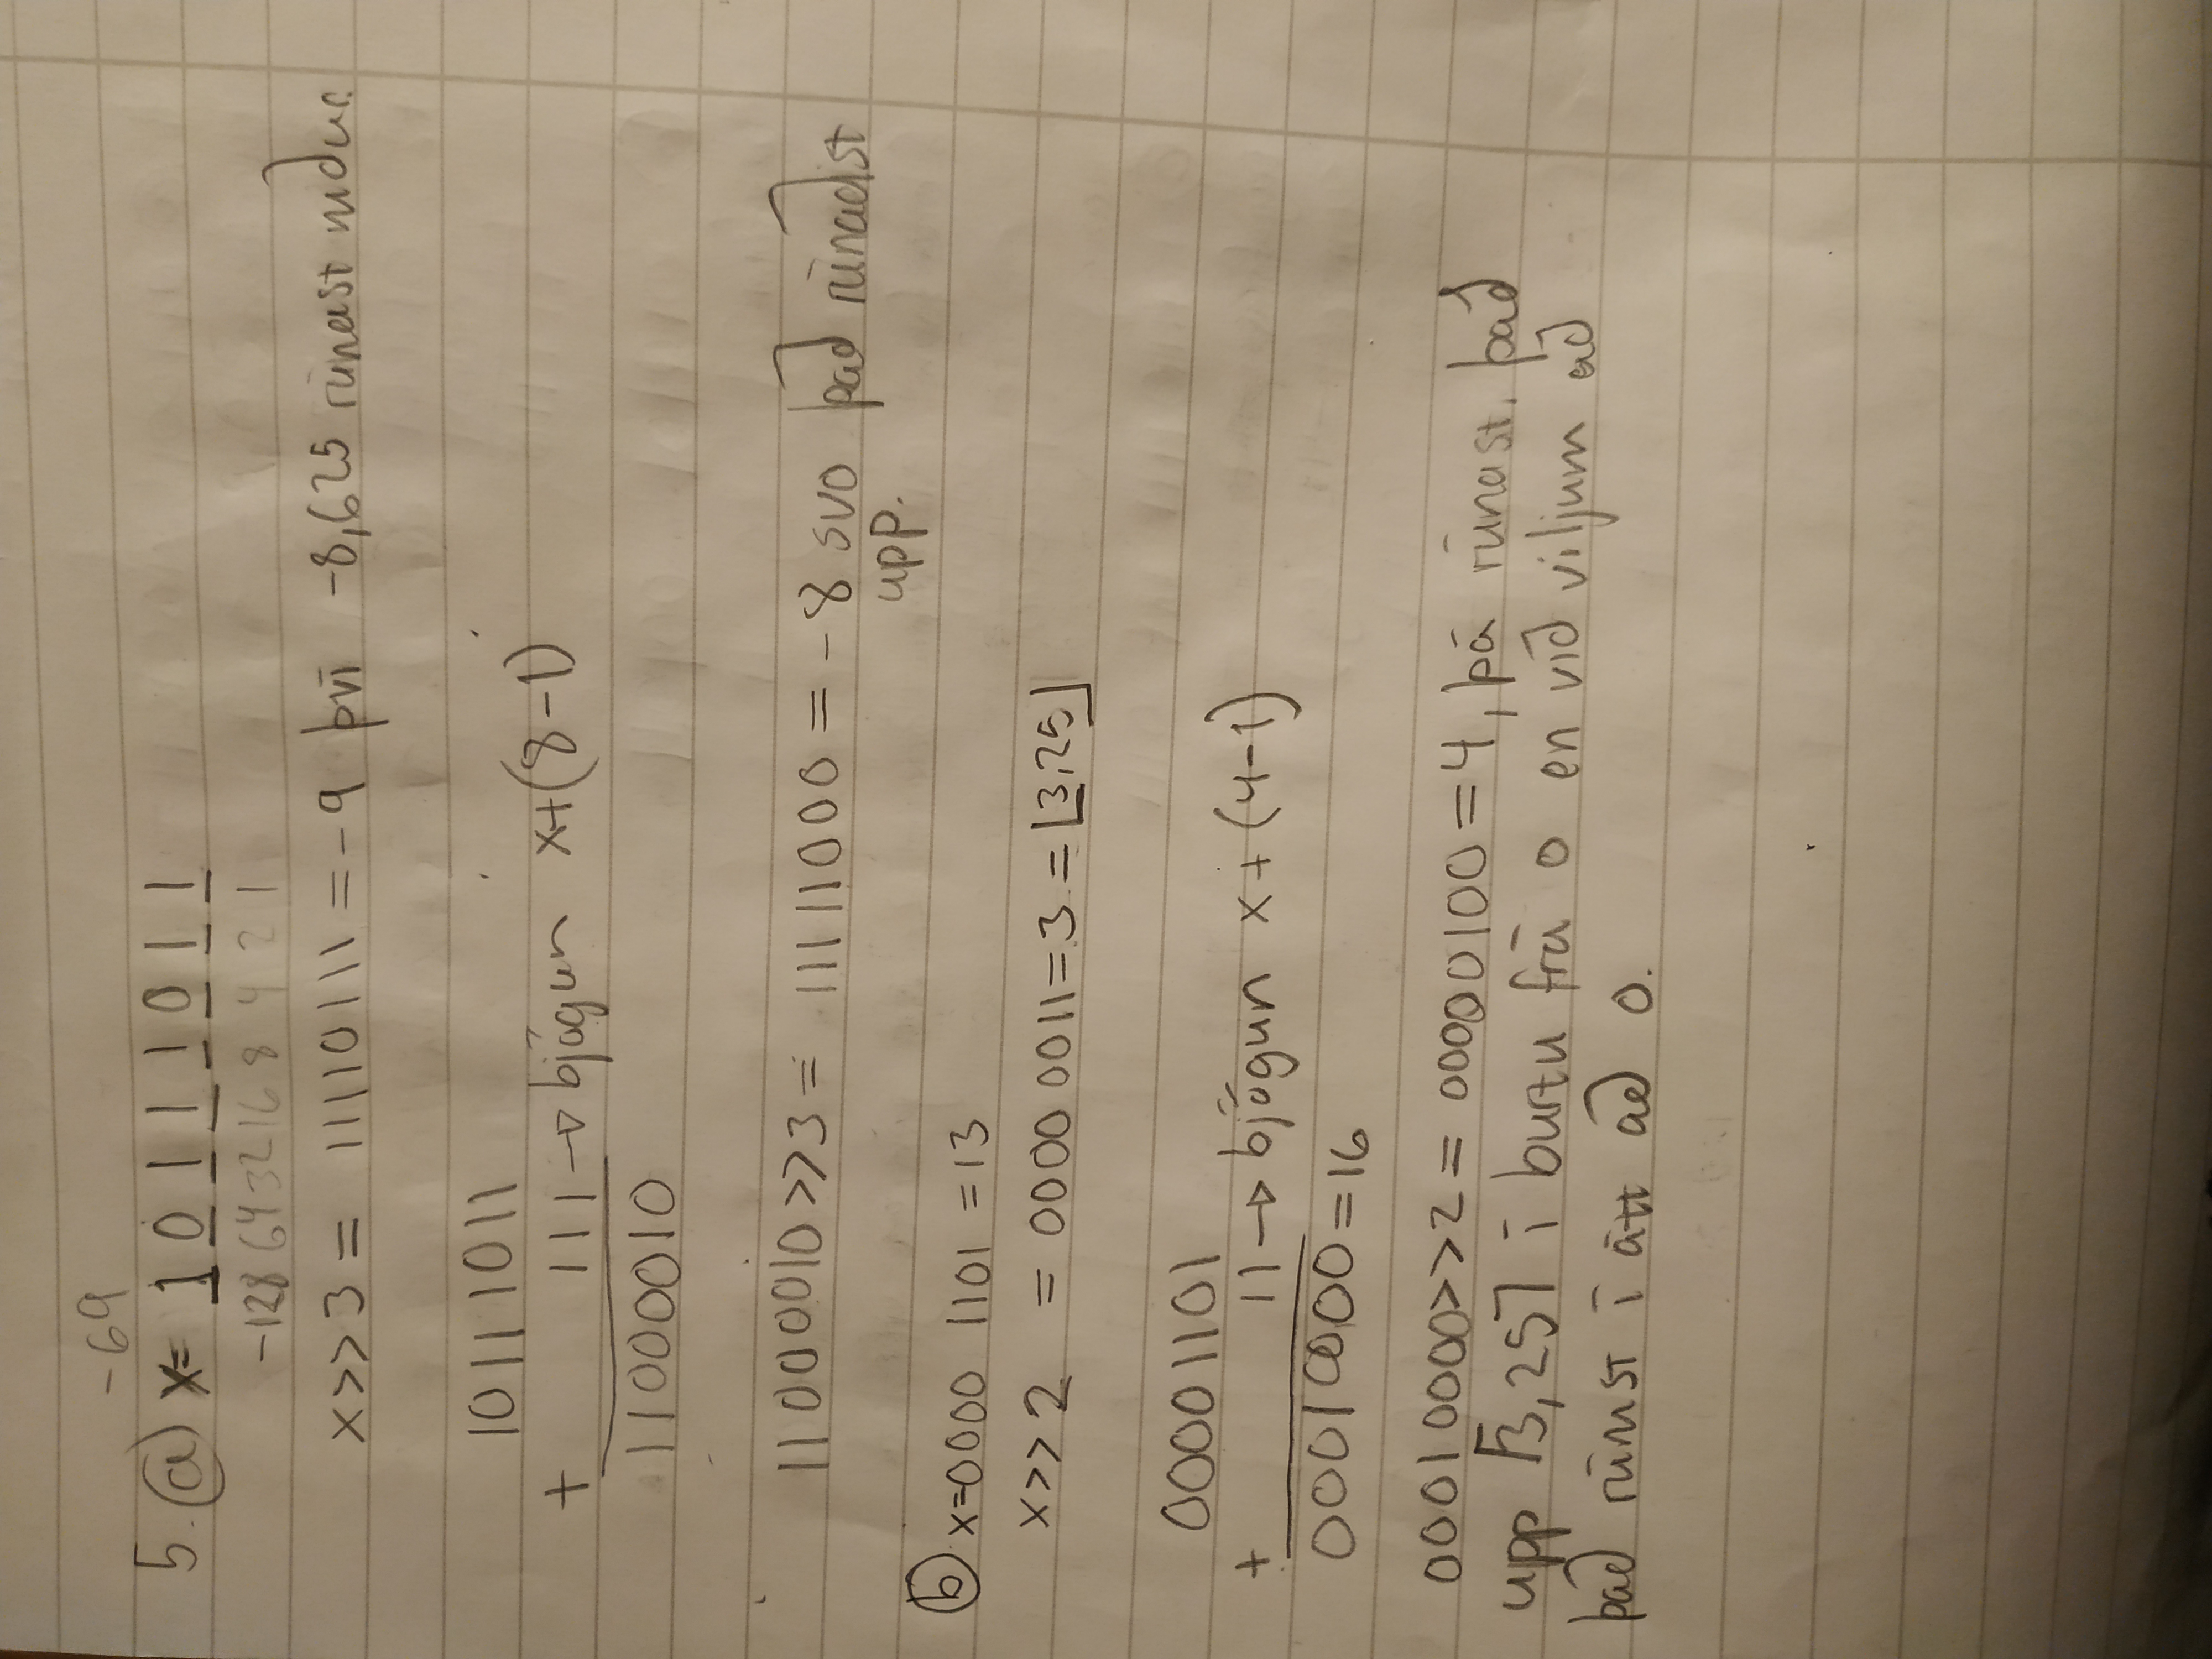 -69
5. a) x= 1 0 1 1 1 0 1 1
-128 64 32 16 8 4 2 1
x>>3 = 11110111 = -9 því -8,625 rúnast niður.
10111011
+ 111 → bjögun x+(8-1)
11000010
11000010>>3 = 11111000 = -8 svo það rúnaðist
upp.
b) x=0000 1101 = 13
x>>2 = 0000 0011 = 3 = ⌊3,25⌋
00001101
+ 11 → bjögun x+(4-1)
00010000 = 16
00010000>>2 = 00000100 = 4, þá rúnast það
upp ⌈3,25⌉ í burtu frá 0 en við viljum að
það rúnist í átt að 0.